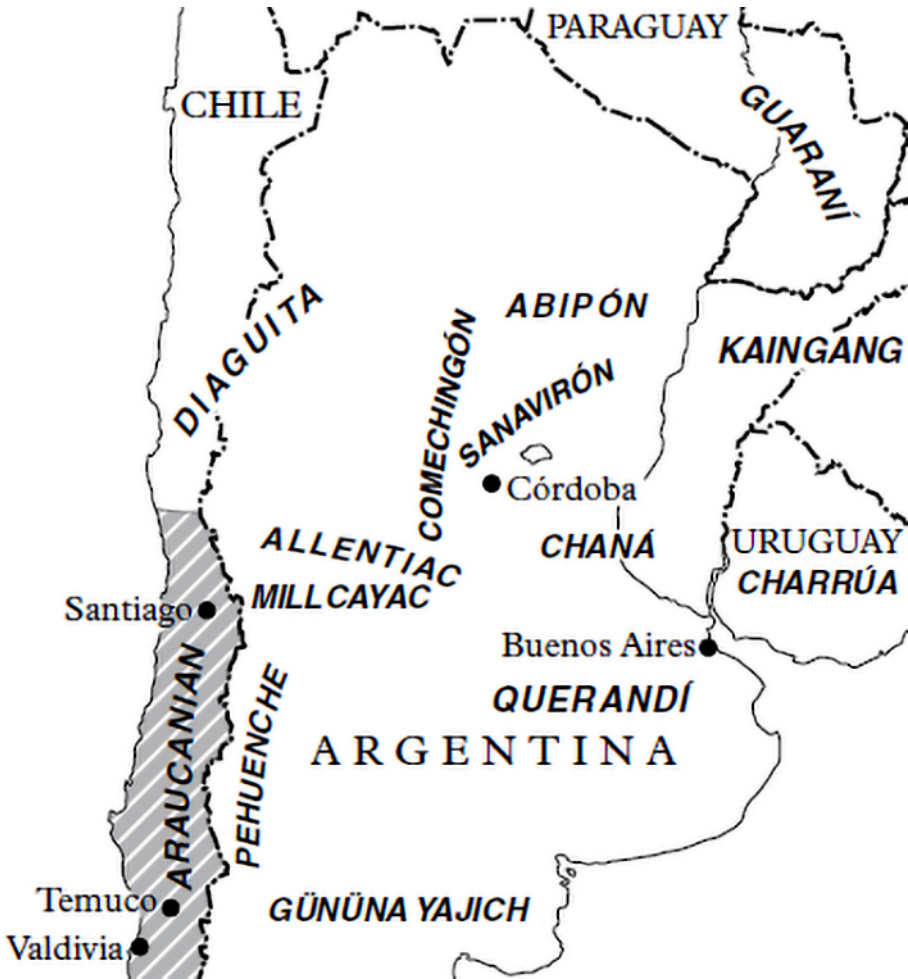 PARAGUAY
CHILE
GUARANÍ
DIAGUITA
ABIPÓN
KAINGANG
COMECHINGÓN
SANAVIRÓN
Córdoba
ALLENTIAC
CHANÁ
URUGUAY
CHARRÚA
MILLCAYAC
Santiago
Buenos Aires
ARAUCANIAN
PEHUENCHE
QUERANDÍ
ARGENTINA
Temuco
GÜNÜNA YAJICH
Valdivia